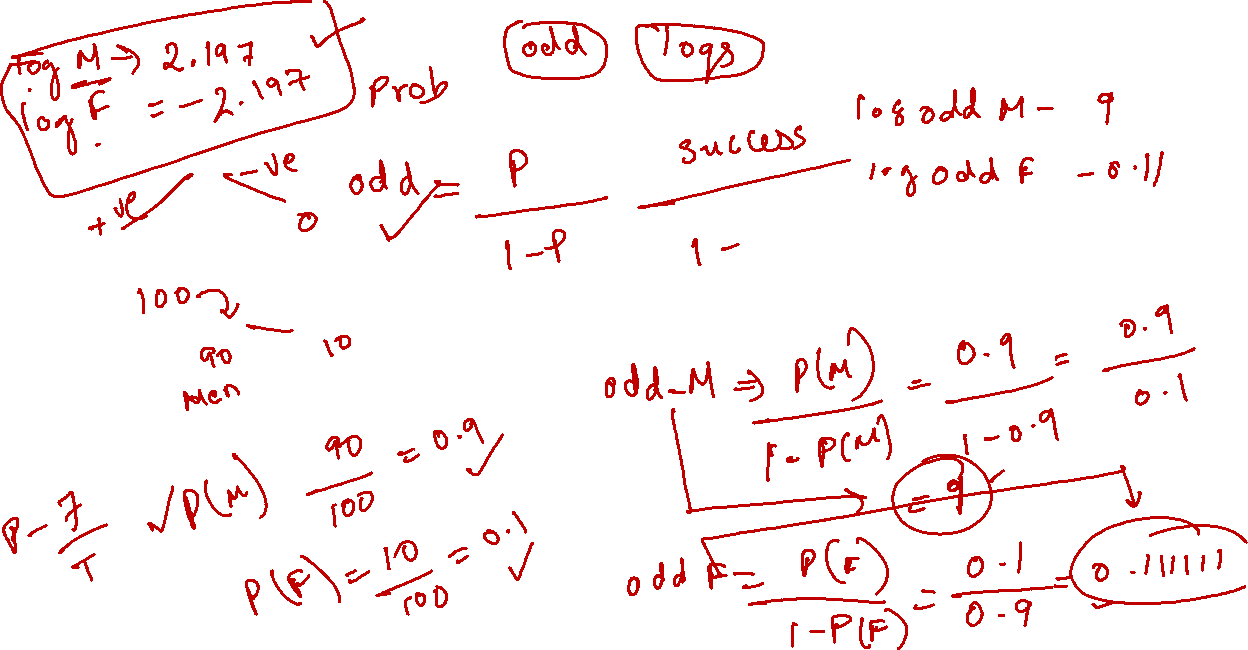 log M → 2.197
log F = -2.197
odd logs
Prob
log odd M - 9
log odd F - 0.11
+ve -ve 0
odd = P / 1-P
success / 1 -
100
90 10
Men
odd-M ⇒ P(M) / 1-P(M) = 0.9 / 1-0.9 = 0.9 / 0.1
= 9
P(M) 90 / 100 = 0.9
P(F) = 10 / 100 = 0.1
odd F = P(F) / 1-P(F) = 0.1 / 0.9 = 0.111111